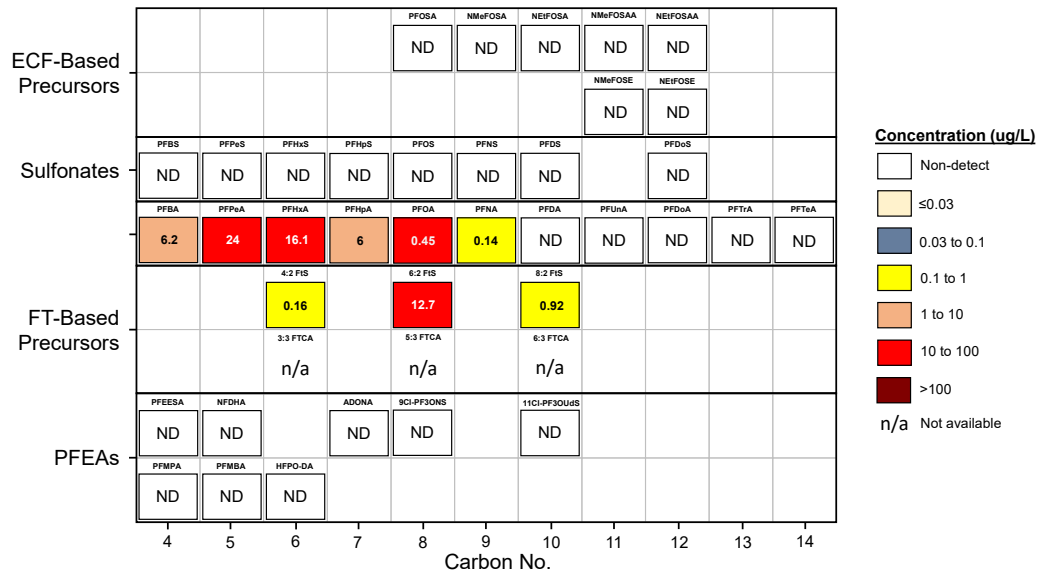 PFOSA NMeFOSA NEtFOSA NMeFOSAA NEtFOSAA
ND ND ND ND ND
ECF-Based
Precursors
NMeFOSE NEtFOSE
ND ND
PFBS PFPeS PFHxS PFHpS PFOS PFNS PFDS PFDoS
Sulfonates
ND ND ND ND ND ND ND ND
PFBA PFPeA PFHxA PFHpA PFOA PFNA PFDA PFUnA PFDoA PFTrA PFTeA
6.2 24 16.1 6 0.45 0.14 ND ND ND ND ND
4:2 FtS 6:2 FtS 8:2 FtS
0.16 12.7 0.92
FT-Based
Precursors
3:3 FTCA 5:3 FTCA 6:3 FTCA
n/a n/a n/a
PFEESA NFDHA ADONA 9Cl-PF3ONS 11Cl-PF3OUdS
ND ND ND ND ND
PFEAs
PFMPA PFMBA HFPO-DA
ND ND ND
4 5 6 7 8 9 10 11 12 13 14
Carbon No.
Concentration (ug/L)
Non-detect
≤0.03
0.03 to 0.1
0.1 to 1
1 to 10
10 to 100
>100
n/a Not available